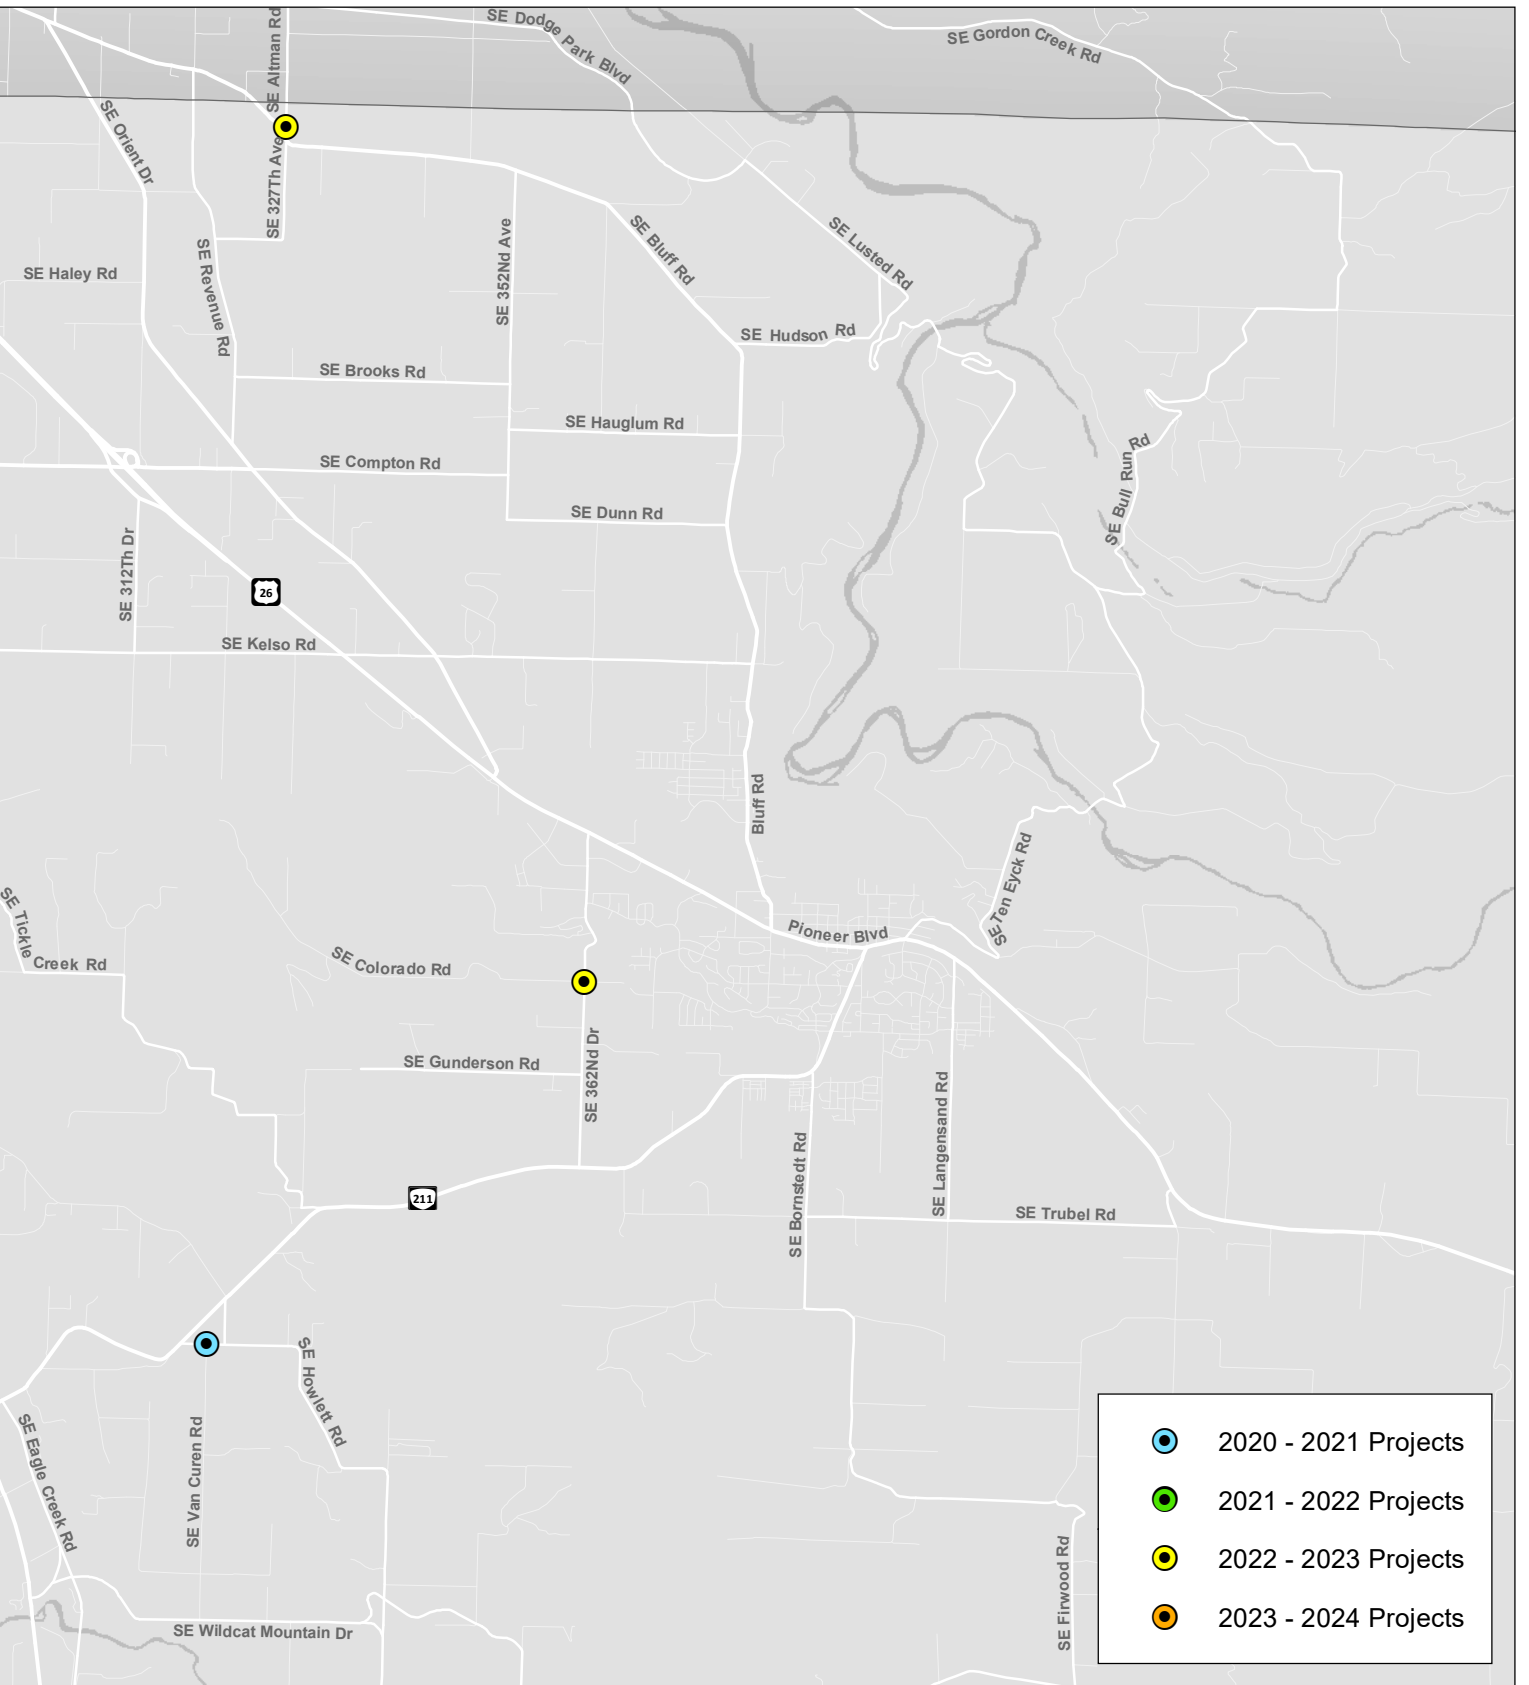 SE Altman Rd
SE Dodge Park Blvd
SE Gordon Creek Rd
SE Orient Dr
SE 327Th Ave
SE Haley Rd
SE Revenue Rd
SE 352Nd Ave
SE Bluff Rd
SE Lusted Rd
SE Hudson Rd
SE Brooks Rd
SE Hauglum Rd
SE Compton Rd
SE Dunn Rd
SE Bull Run Rd
SE 312Th Dr
26
SE Kelso Rd
Bluff Rd
SE Ten Eyck Rd
SE Tickle Creek Rd
Pioneer Blvd
SE Colorado Rd
SE Gunderson Rd
SE 362Nd Dr
SE Langensand Rd
SE Bornstedt Rd
211
SE Trubel Rd
SE Howlett Rd
SE Eagle Creek Rd
SE Van Curen Rd
SE Wildcat Mountain Dr
SE Firwood Rd
2020 - 2021 Projects
2021 - 2022 Projects
2022 - 2023 Projects
2023 - 2024 Projects